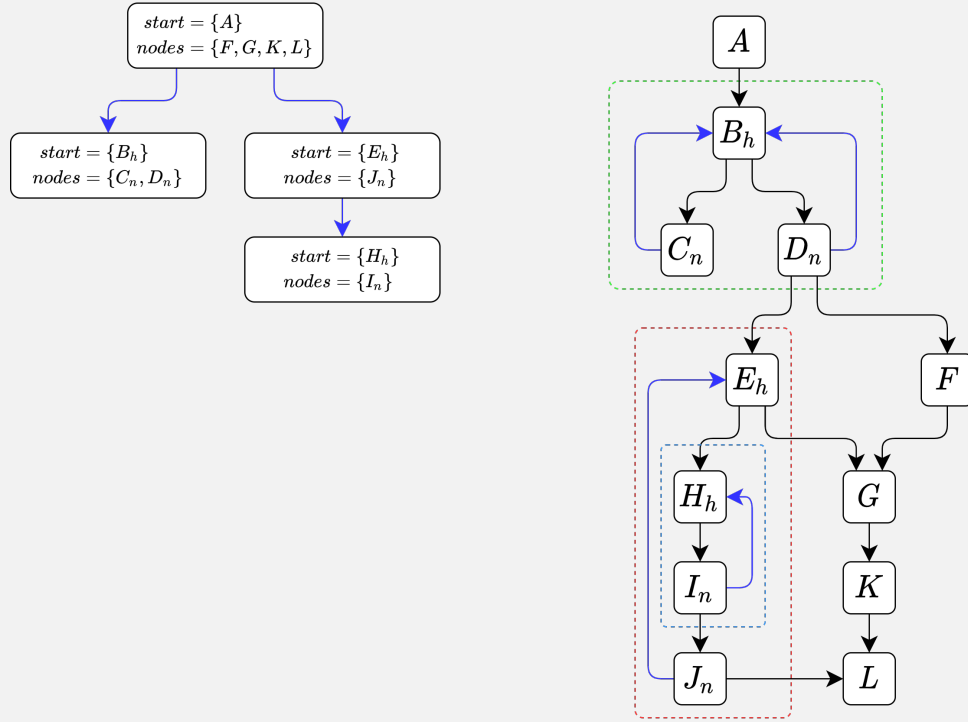 start = {A}
nodes = {F, G, K, L}
start = {B_h}
nodes = {C_n, D_n}
start = {E_h}
nodes = {J_n}
start = {H_h}
nodes = {I_n}
A
B_h
C_n
D_n
E_h
F
H_h
G
I_n
K
J_n
L